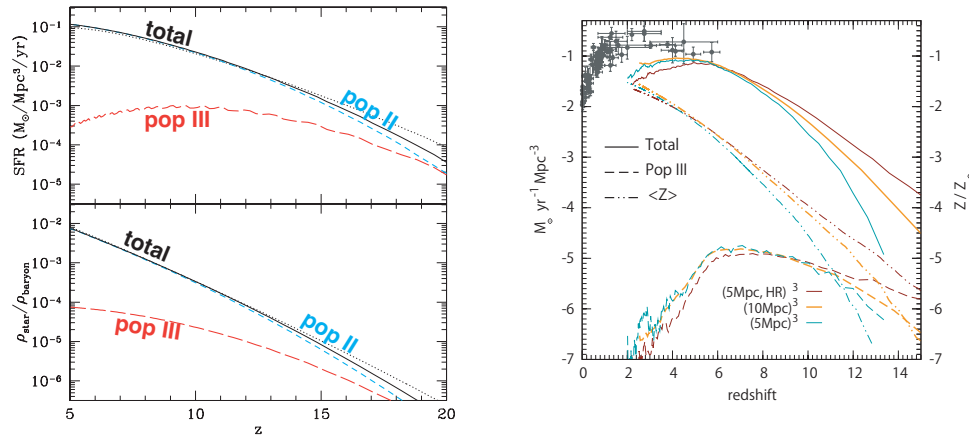 SFR (M⊙/Mpc³/yr)
10⁻¹
10⁻²
10⁻³
10⁻⁴
10⁻⁵
total
pop II
pop III
ρstar/ρbaryon
10⁻²
10⁻³
10⁻⁴
10⁻⁵
10⁻⁶
total
pop II
pop III
5 10 15 20
z
M⊙ yr⁻¹ Mpc⁻³
-1
-2
-3
-4
-5
-6
-7
Total
Pop III
<Z>
(5Mpc, HR) ³
(10Mpc)³
(5Mpc)³
0 2 4 6 8 10 12 14
redshift
-1
-2
-3
-4
-5
-6
-7